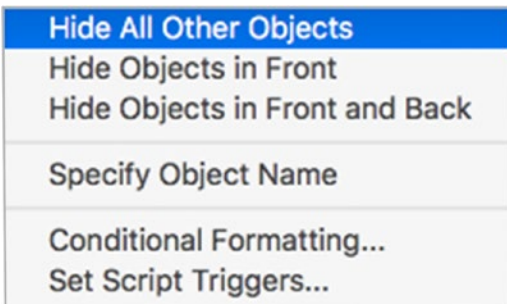 Hide All Other Objects
Hide Objects in Front
Hide Objects in Front and Back
Specify Object Name
Conditional Formatting...
Set Script Triggers...